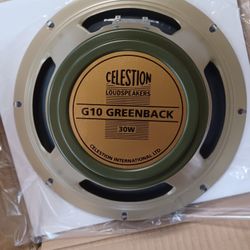 CELESTION
LOUDSPEAKERS
G10 GREENBACK
30W
CELESTION INTERNATIONAL LTD